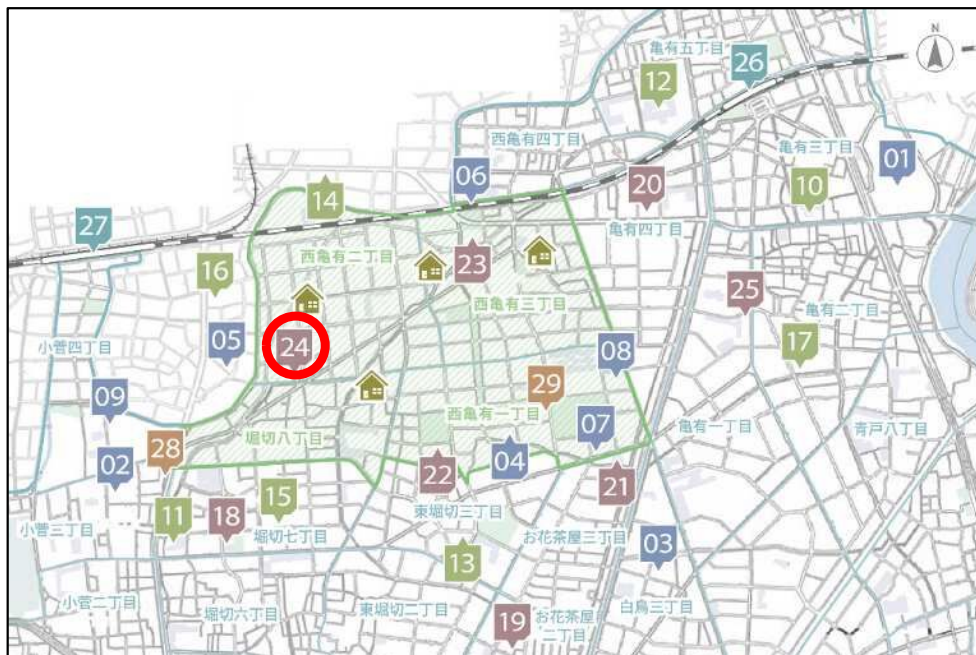 亀有五丁目
26
N
12
西亀有四丁目
亀有三丁目
01
06
20
10
14
27
亀有四丁目
西亀有二丁目
23
16
25
西亀有三丁目
亀有二丁目
小菅四丁目
05
24
08
17
29
09
西亀有一丁目
07
亀有一丁目
青戸八丁目
堀切八丁目
28
02
04
22
21
15
東堀切三丁目
11
18
小菅三丁目
堀切七丁目
お花茶屋三丁目
03
13
小菅二丁目
堀切六丁目
東堀切二丁目
19
お花茶屋
二丁目
白鳥三丁目